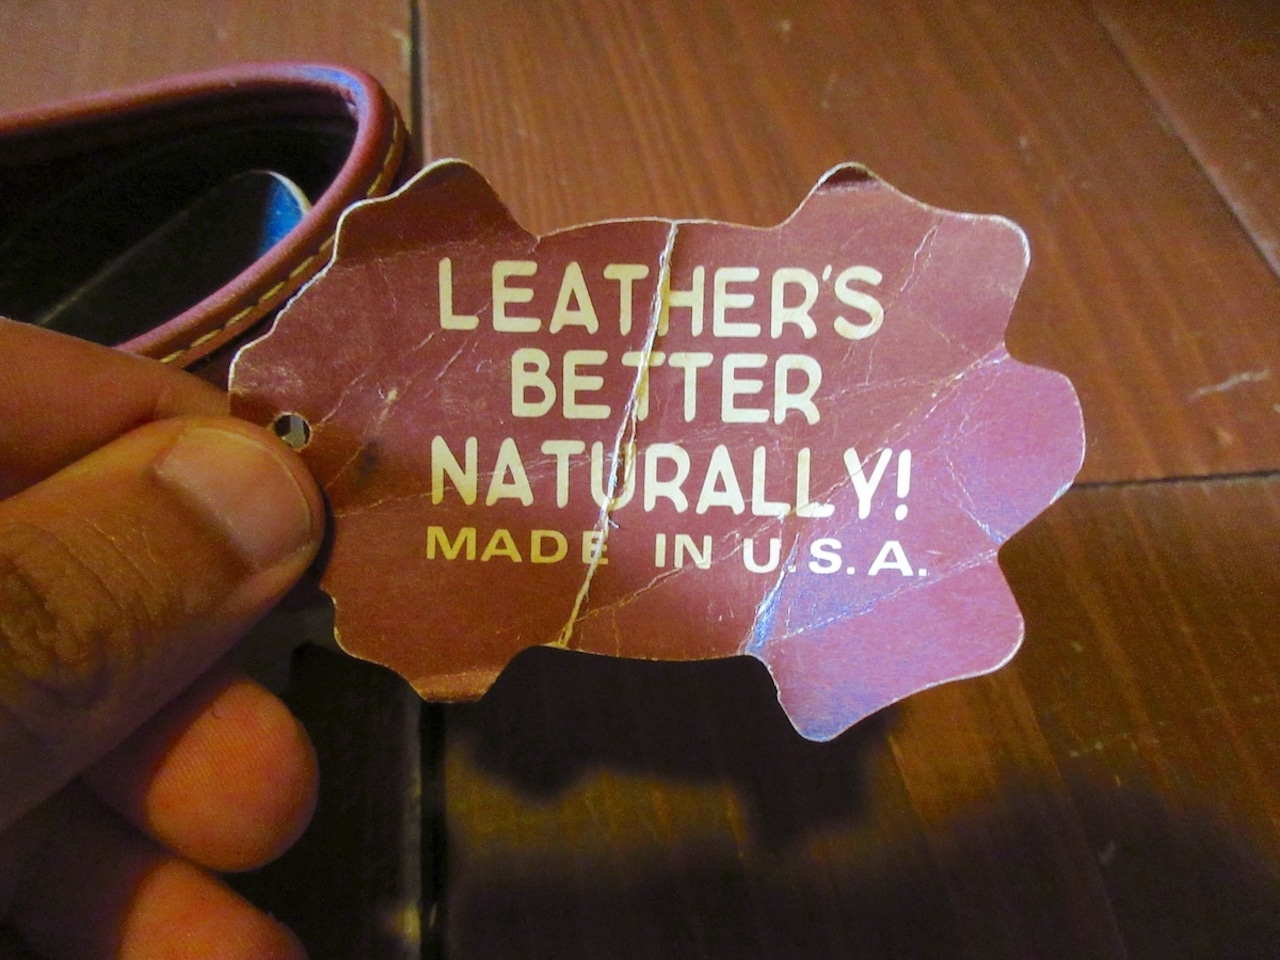 LEATHER'S
BETTER
NATURALLY!
MADE IN U.S.A.